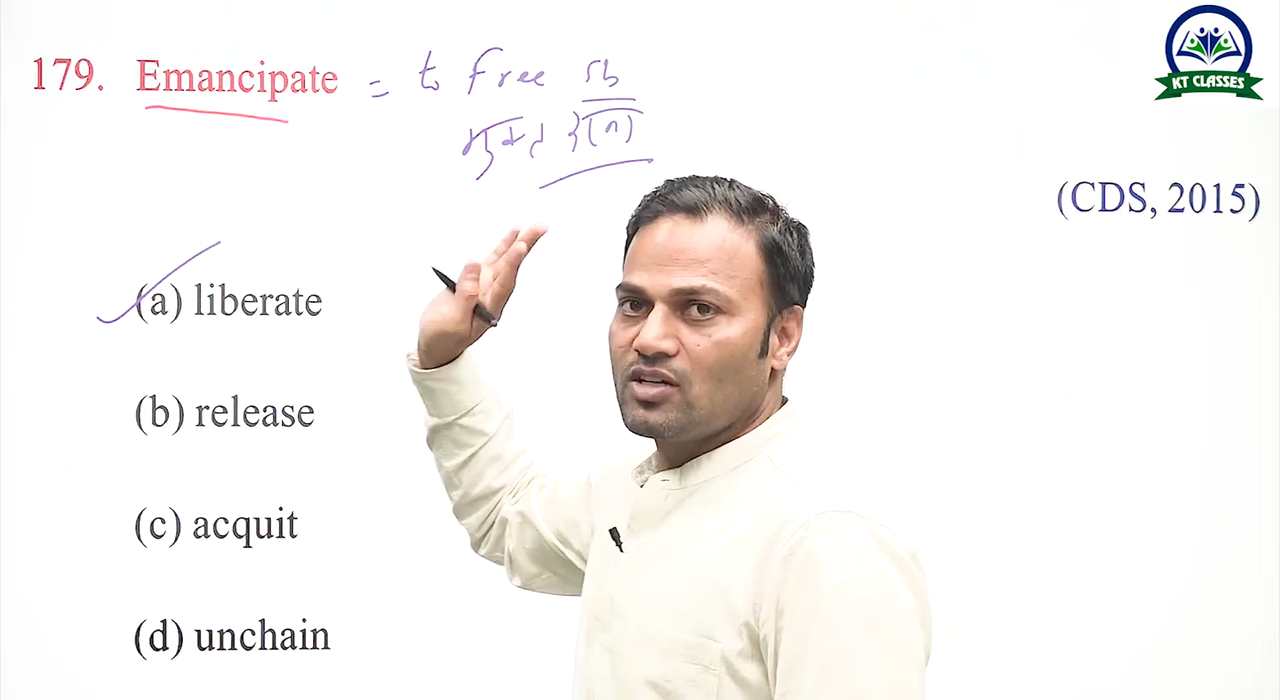 179. Emancipate = to free sb
(CDS, 2015)
(a) liberate
(b) release
(c) acquit
(d) unchain
KT CLASSES